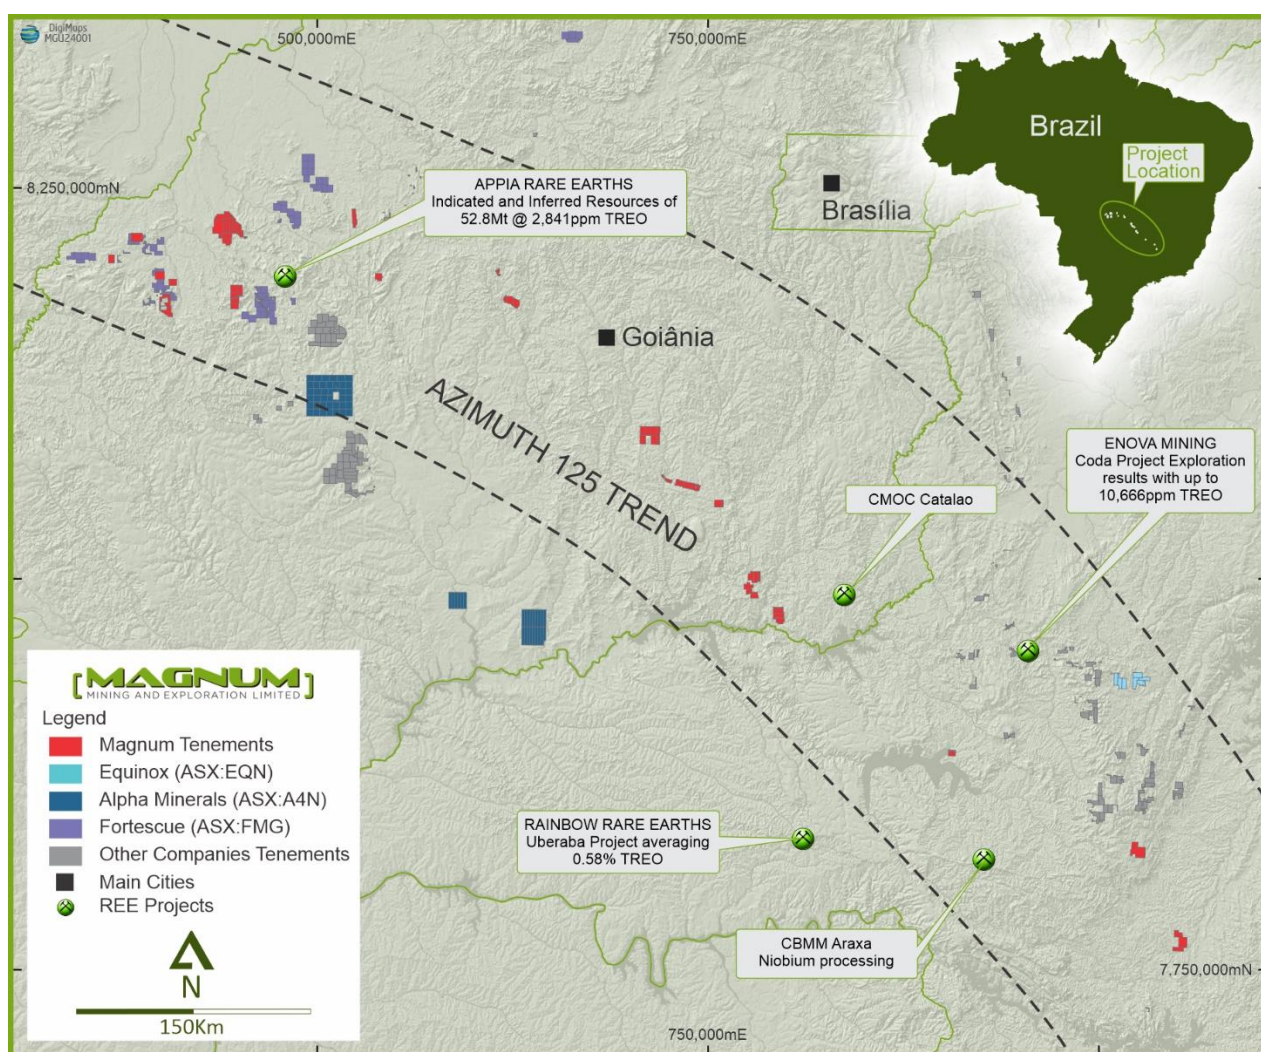 DigiMaps
MGU24001
500,000mE
750,000mE
Brazil
Project
Location
8,250,000mN
APPIA RARE EARTHS
Indicated and Inferred Resources of
52.8Mt @ 2,841ppm TREO
Brasília
Goiânia
AZIMUTH 125 TREND
ENOVA MINING
Coda Project Exploration
results with up to
10,666ppm TREO
CMOC Catalao
[MAGNUM]
MINING AND EXPLORATION LIMITED
Legend
Magnum Tenements
Equinox (ASX:EQN)
Alpha Minerals (ASX:A4N)
Fortescue (ASX:FMG)
Other Companies Tenements
Main Cities
REE Projects
N
150Km
RAINBOW RARE EARTHS
Uberaba Project averaging
0.58% TREO
CBMM Araxa
Niobium processing
7,750,000mN
750,000mE